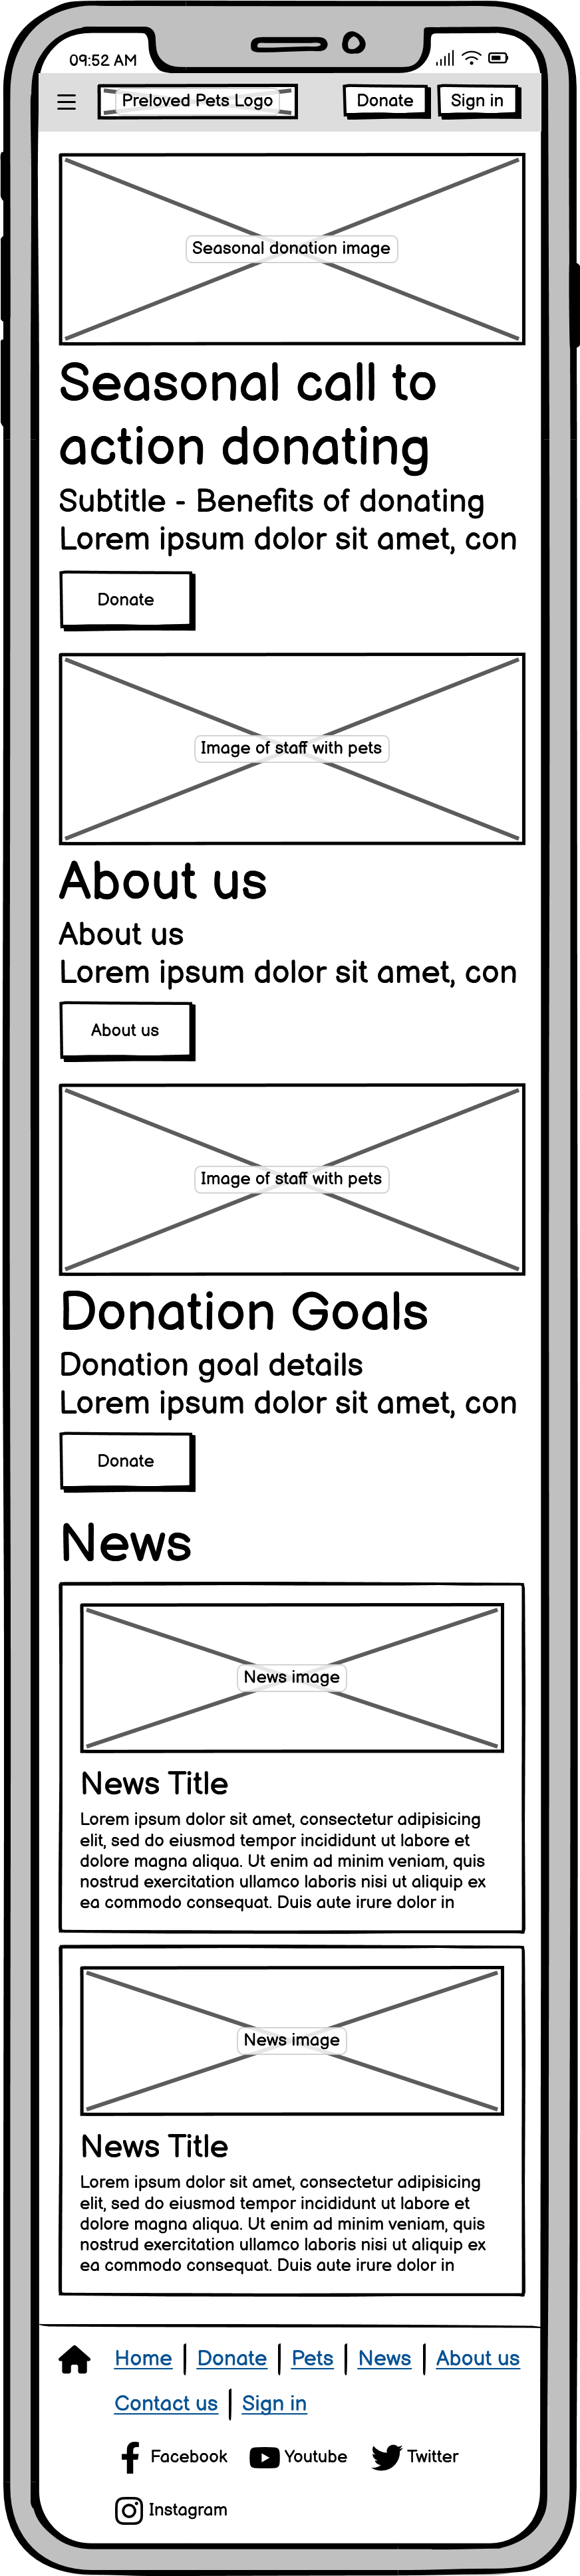 09:52 AM
Preloved Pets Logo
Donate
Sign in
Seasonal donation image
Seasonal call to
action donating
Subtitle - Benefits of donating
Lorem ipsum dolor sit amet, con
Donate
Image of staff with pets
About us
About us
Lorem ipsum dolor sit amet, con
About us
Image of staff with pets
Donation Goals
Donation goal details
Lorem ipsum dolor sit amet, con
Donate
News
News image
News Title
Lorem ipsum dolor sit amet, consectetur adipisicing
elit, sed do eiusmod tempor incididunt ut labore et
dolore magna aliqua. Ut enim ad minim veniam, quis
nostrud exercitation ullamco laboris nisi ut aliquip ex
ea commodo consequat. Duis aute irure dolor in
News image
News Title
Lorem ipsum dolor sit amet, consectetur adipisicing
elit, sed do eiusmod tempor incididunt ut labore et
dolore magna aliqua. Ut enim ad minim veniam, quis
nostrud exercitation ullamco laboris nisi ut aliquip ex
ea commodo consequat. Duis aute irure dolor in
Home | Donate | Pets | News | About us
Contact us | Sign in
Facebook Youtube Twitter
Instagram